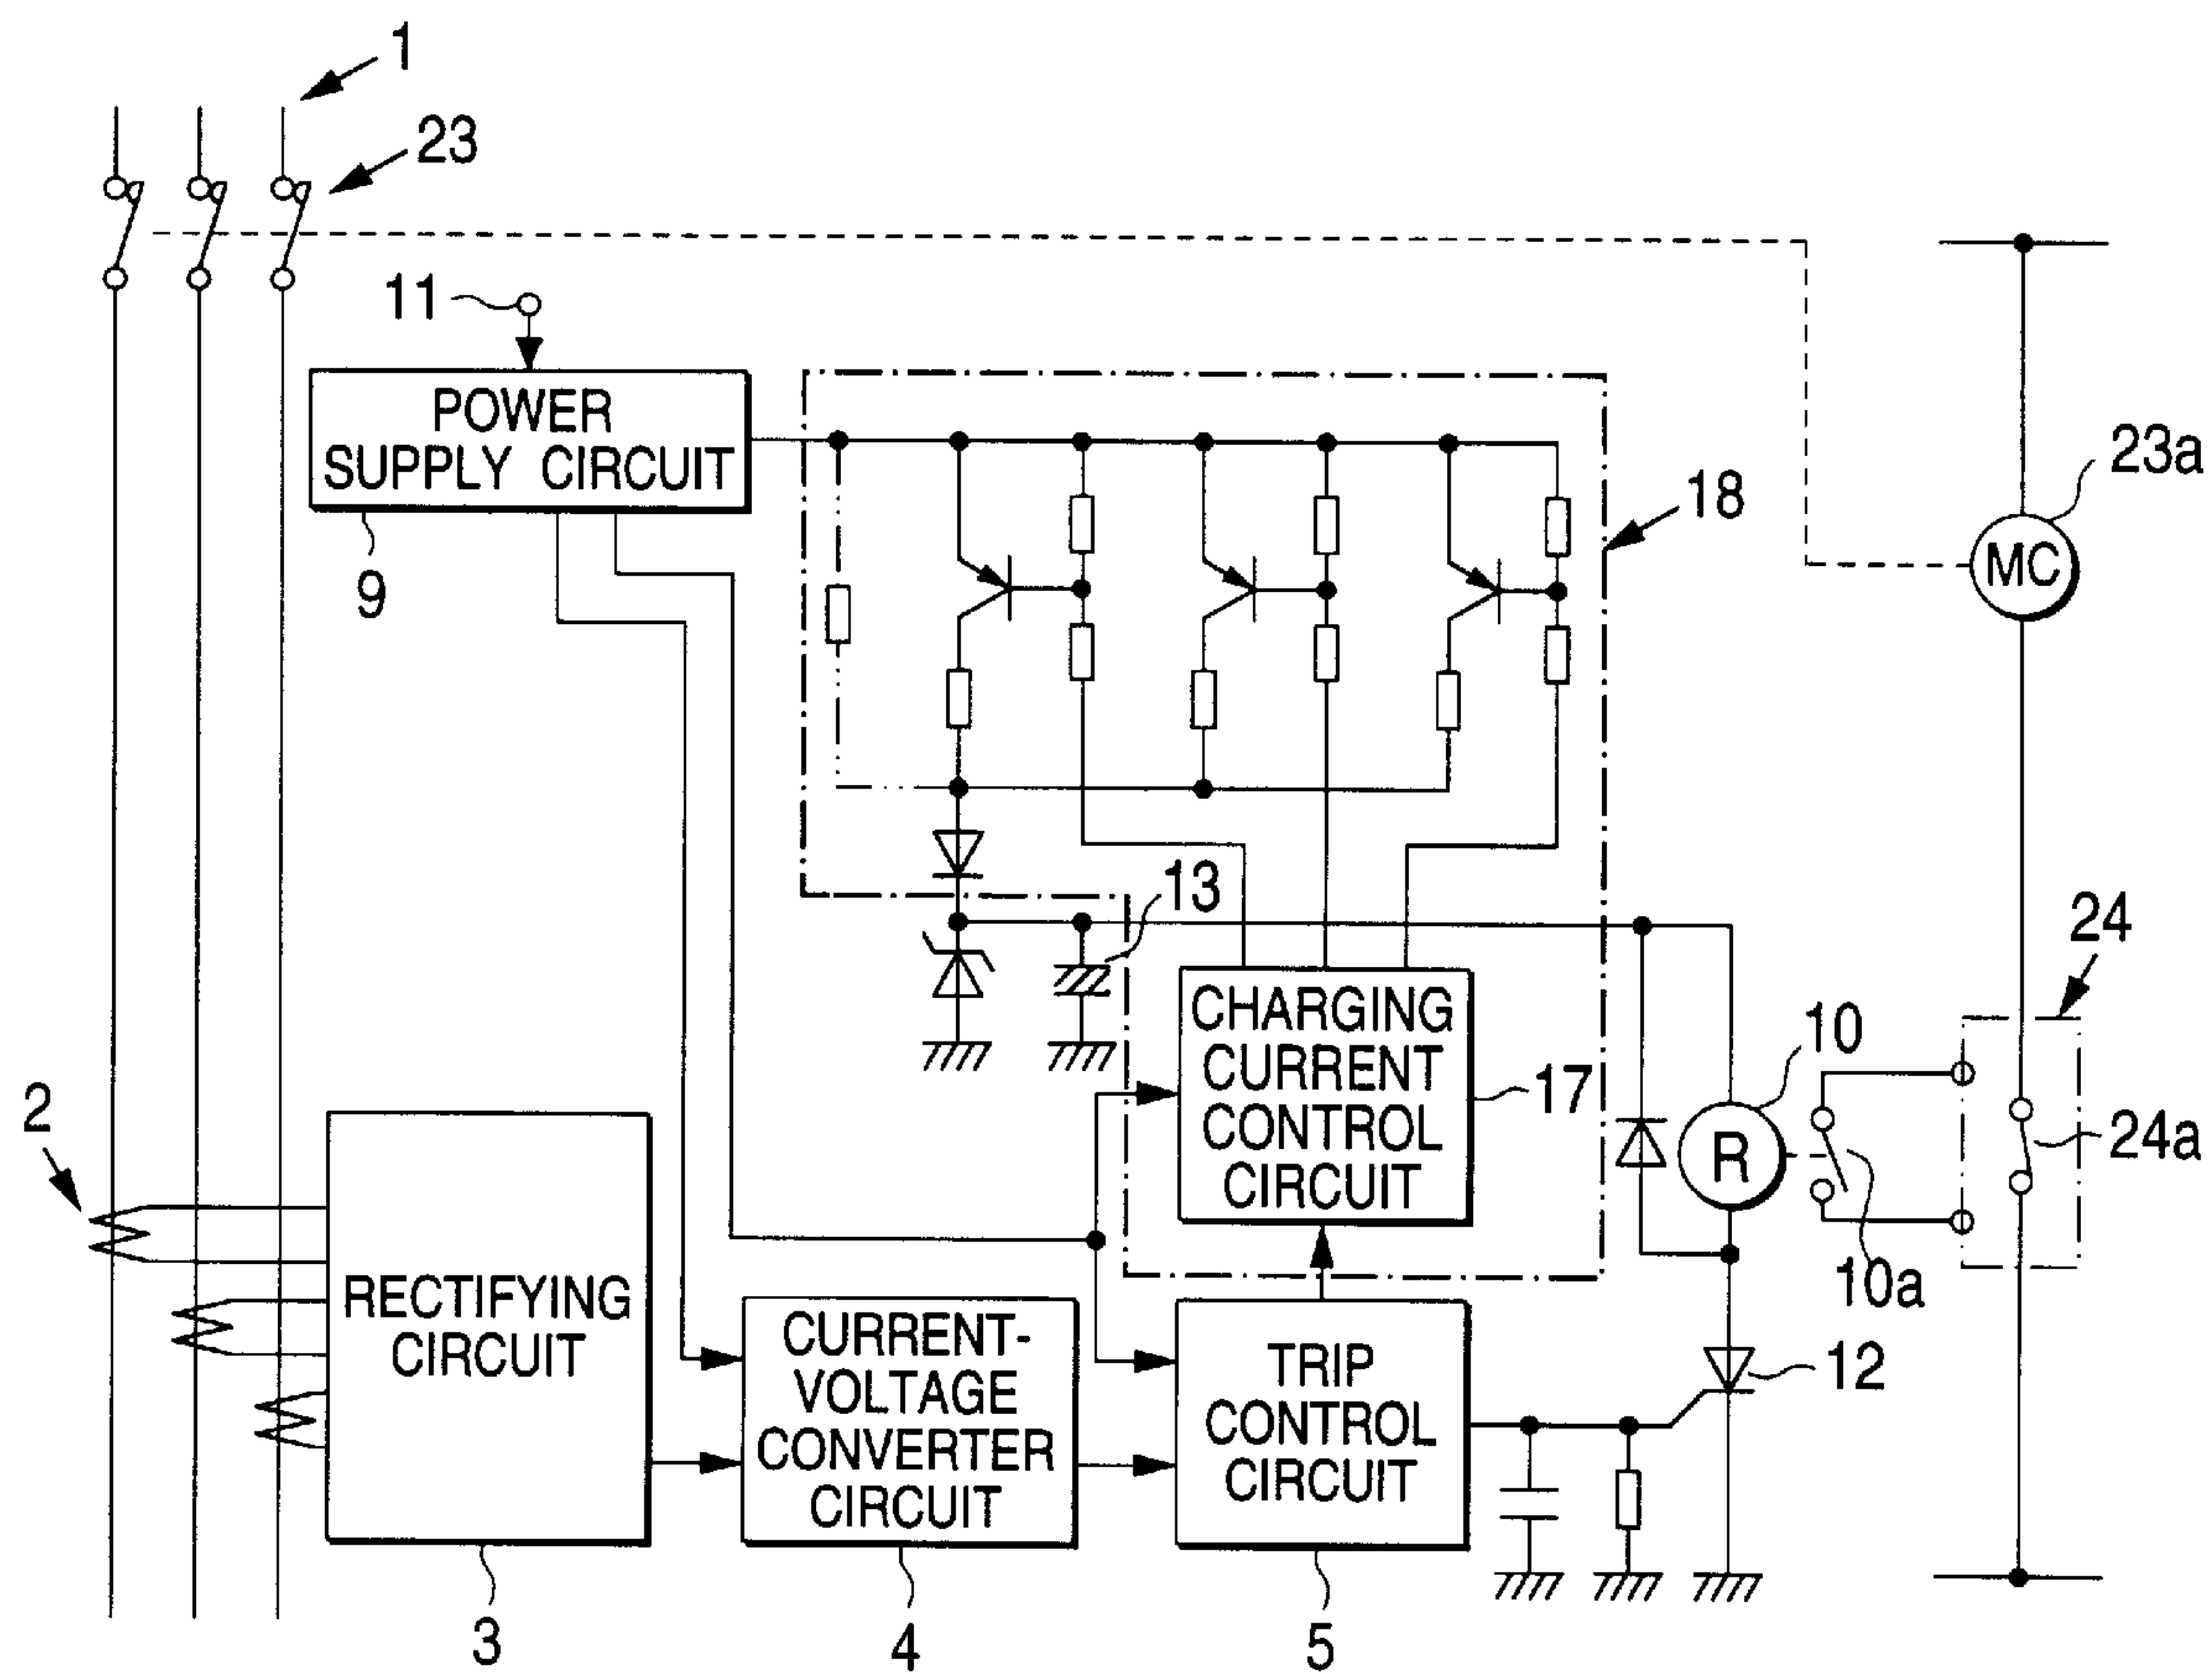 1
23
11
POWER
SUPPLY CIRCUIT
9
18
23a
MC
13
24
CHARGING
CURRENT
CONTROL
CIRCUIT
17
10
R
10a
24a
2
RECTIFYING
CIRCUIT
3
CURRENT-
VOLTAGE
CONVERTER
CIRCUIT
4
TRIP
CONTROL
CIRCUIT
5
12